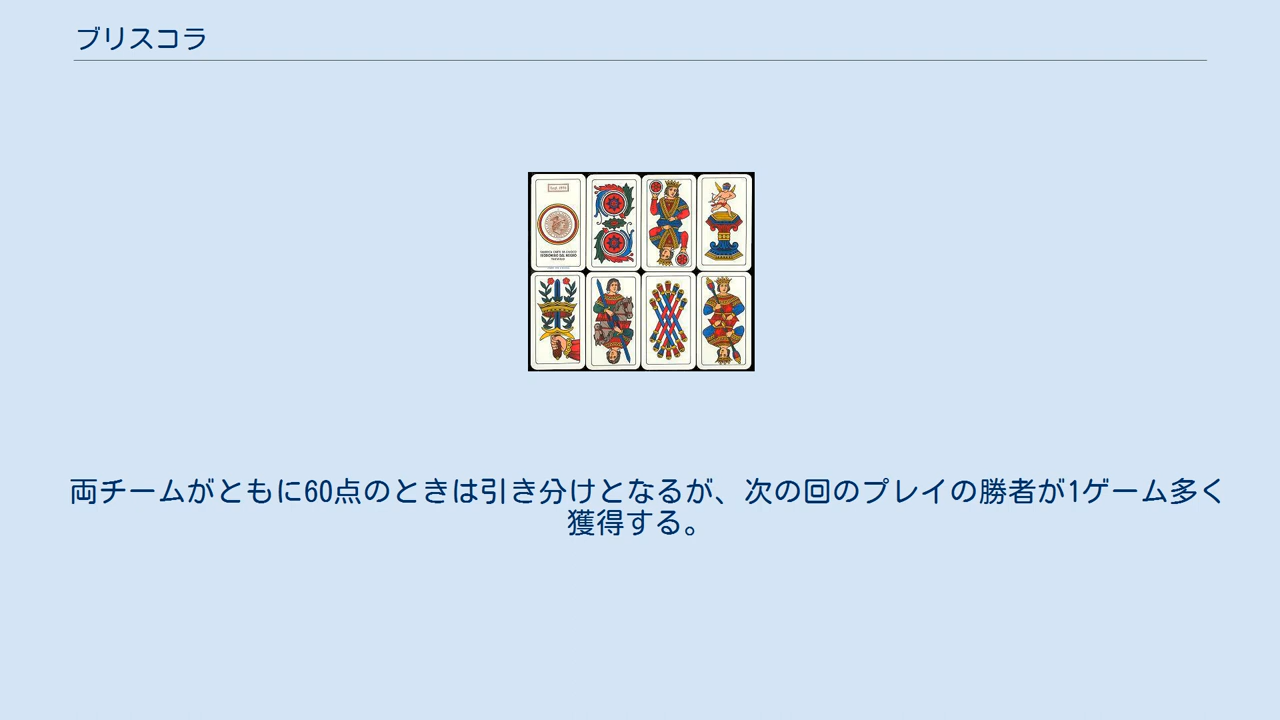 ブリスコラ
両チームがともに60点のときは引き分けとなるが、次の回のプレイの勝者が1ゲーム多く
獲得する。